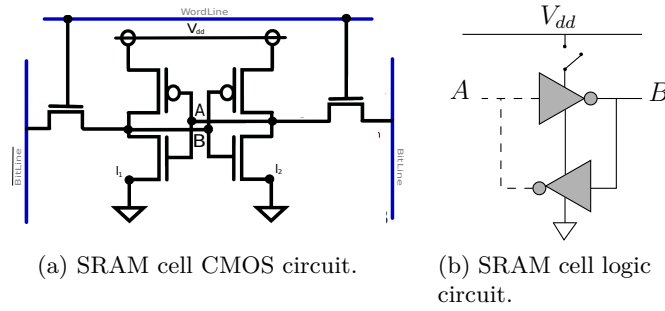 WordLine
Vdd
A
B
I1
I2
BitLine
BitLine
(a) SRAM cell CMOS circuit.
Vdd
A
B
(b) SRAM cell logic
circuit.